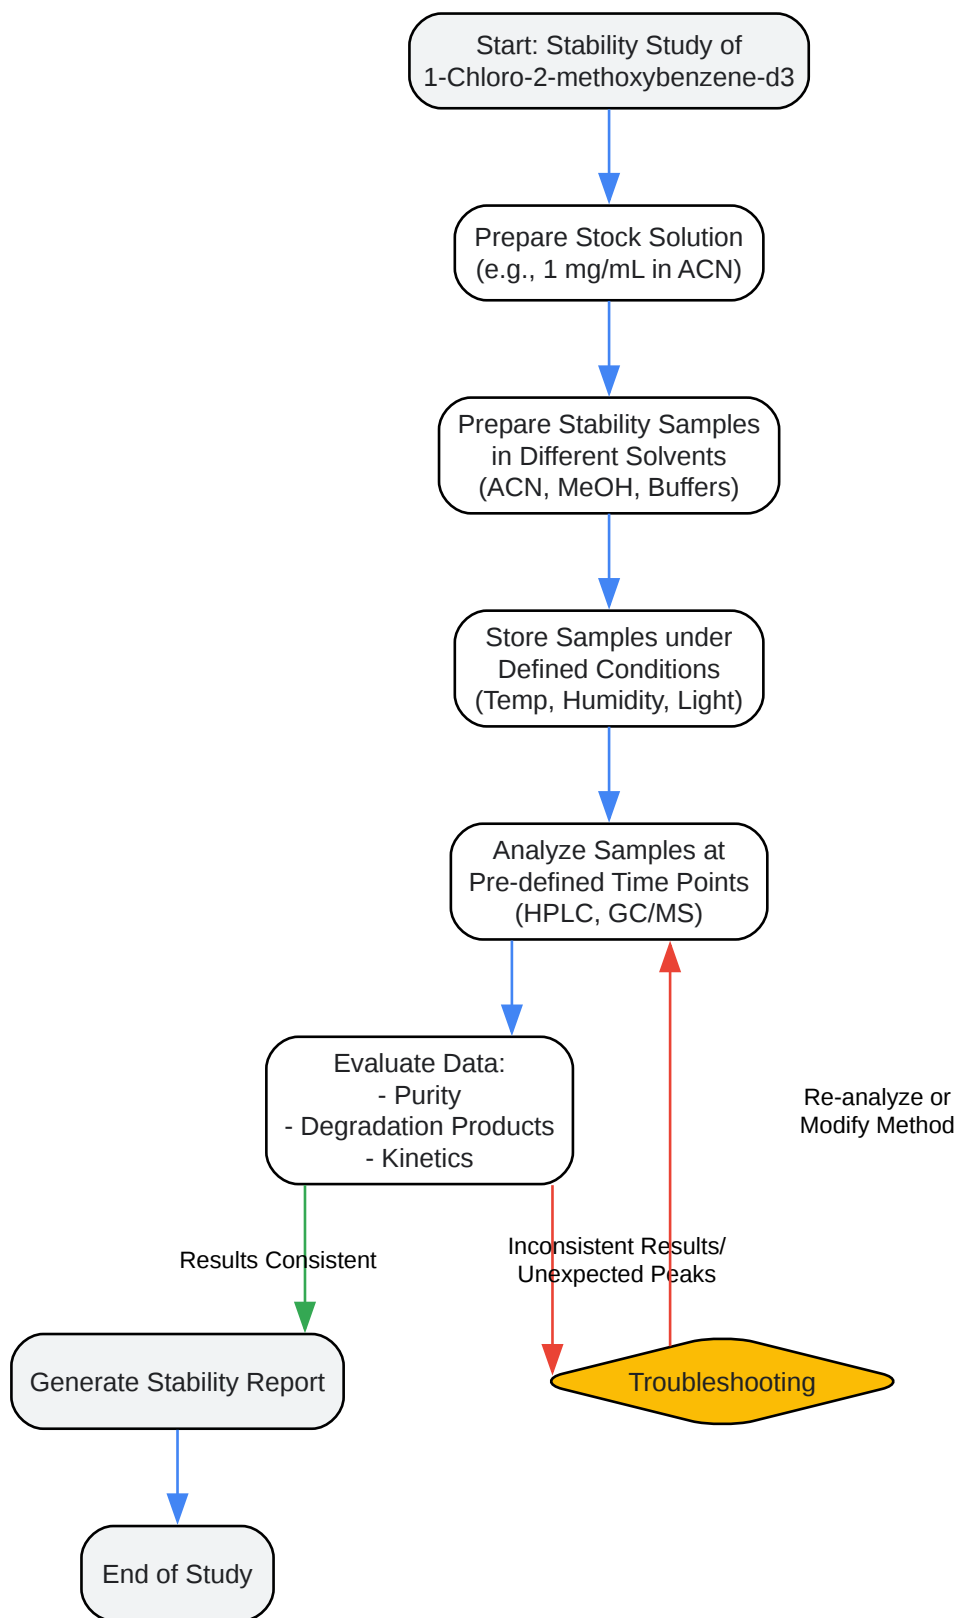 Start: Stability Study of
1-Chloro-2-methoxybenzene-d3
Prepare Stock Solution
(e.g., 1 mg/mL in ACN)
Prepare Stability Samples
in Different Solvents
(ACN, MeOH, Buffers)
Store Samples under
Defined Conditions
(Temp, Humidity, Light)
Analyze Samples at
Pre-defined Time Points
(HPLC, GC/MS)
Evaluate Data:
- Purity
- Degradation Products
- Kinetics
Re-analyze or
Modify Method
Results Consistent
Inconsistent Results/
Unexpected Peaks
Generate Stability Report
Troubleshooting
End of Study